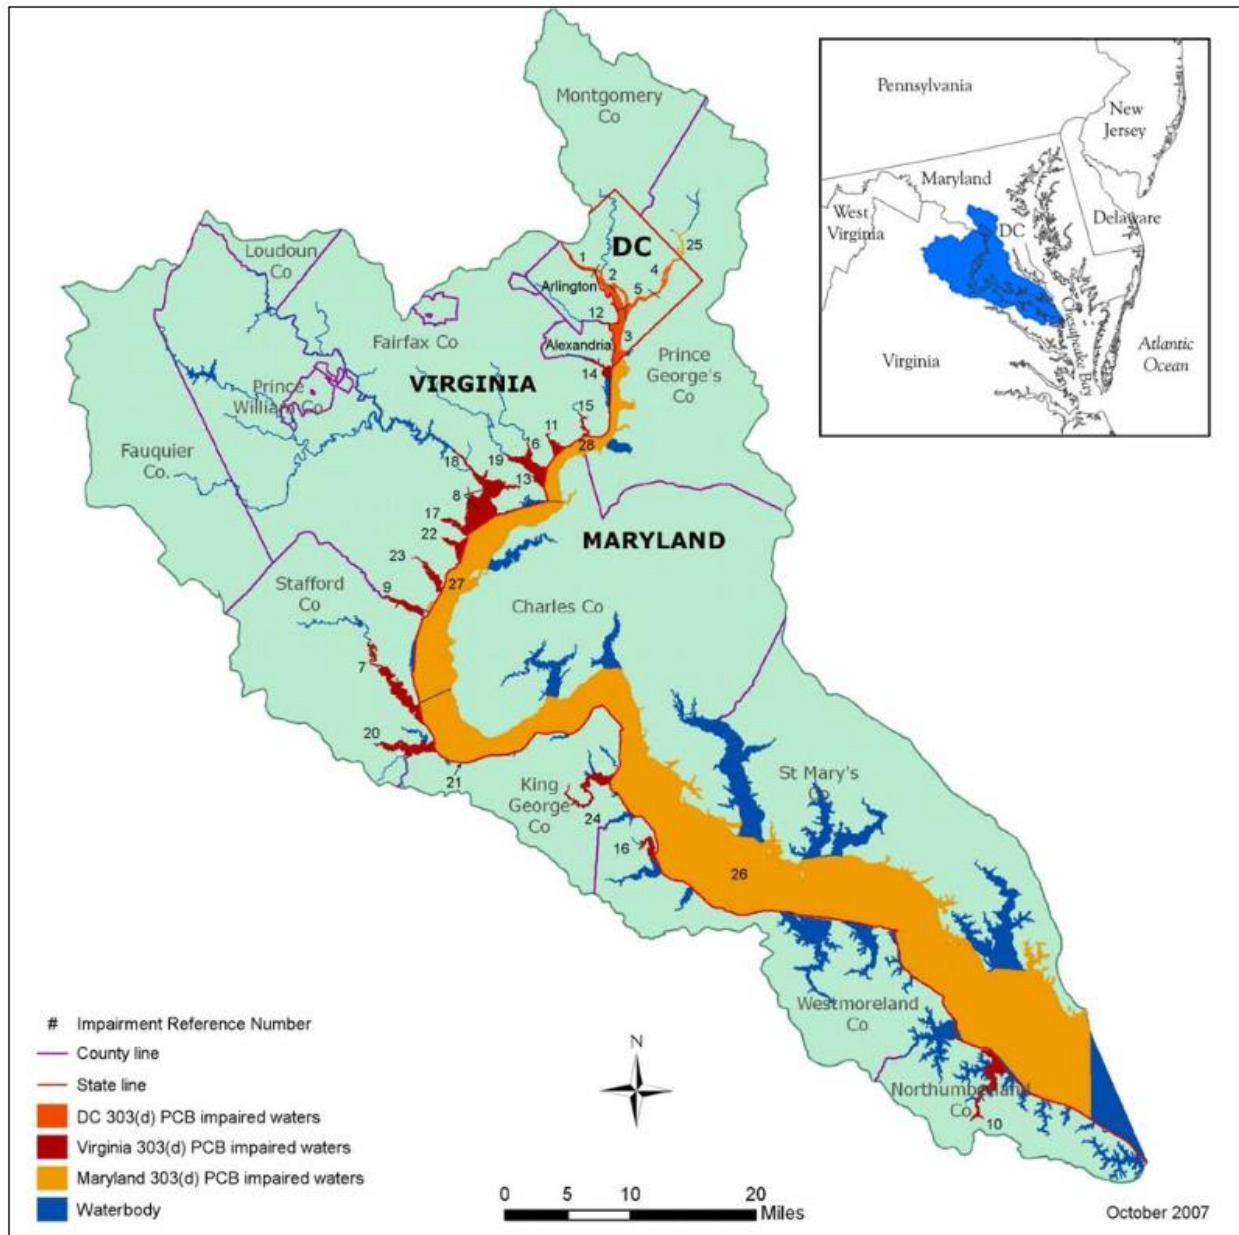 Montgomery
Co
Pennsylvania
New
Jersey
Maryland
West
Virginia
DC
Delaware
Virginia
Chesapeake Bay
Atlantic
Ocean
Loudoun
Co
DC
25
1
2
4
Arlington
5
12
3
Fairfax Co
Alexandria
Prince
George's
Co
14
VIRGINIA
Prince
William Co
15
11
28
16
Fauquier
Co.
18
19
13
8
17
22
MARYLAND
23
27
Stafford
Co
9
Charles Co
7
20
21
King
George
Co
St Mary's
Co
24
16
26
Westmoreland
Co
Northumberland
Co
10
# Impairment Reference Number
County line
State line
DC 303(d) PCB impaired waters
Virginia 303(d) PCB impaired waters
Maryland 303(d) PCB impaired waters
Waterbody
N
0 5 10 20
Miles
October 2007